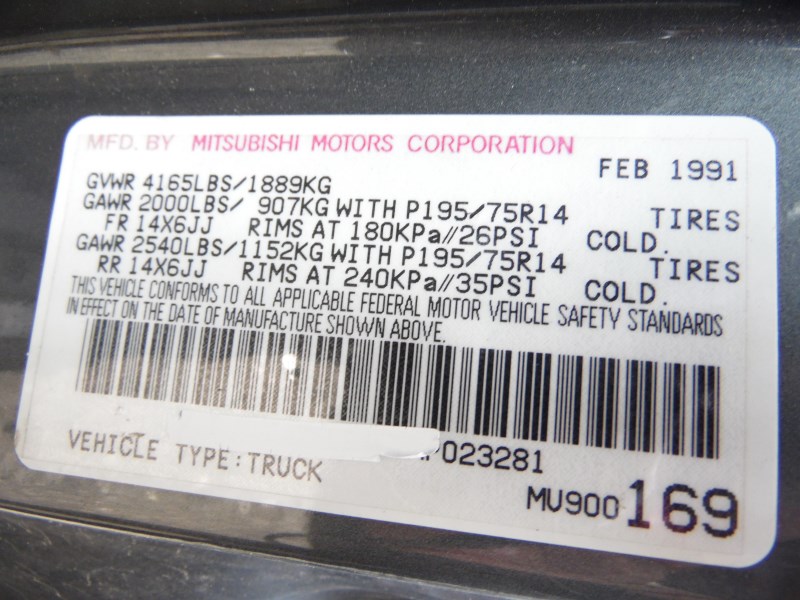 MFD. BY MITSUBISHI MOTORS CORPORATION
FEB 1991
GVWR 4165LBS/1889KG
GAWR 2000LBS/ 907KG WITH P195/75R14 TIRES
FR 14X6JJ RIMS AT 180KPa//26PSI COLD.
GAWR 2540LBS/1152KG WITH P195/75R14 TIRES
RR 14X6JJ RIMS AT 240KPa//35PSI COLD.
THIS VEHICLE CONFORMS TO ALL APPLICABLE FEDERAL MOTOR VEHICLE SAFETY STANDARDS
IN EFFECT ON THE DATE OF MANUFACTURE SHOWN ABOVE.
P023281
VEHICLE TYPE:TRUCK
MU900169